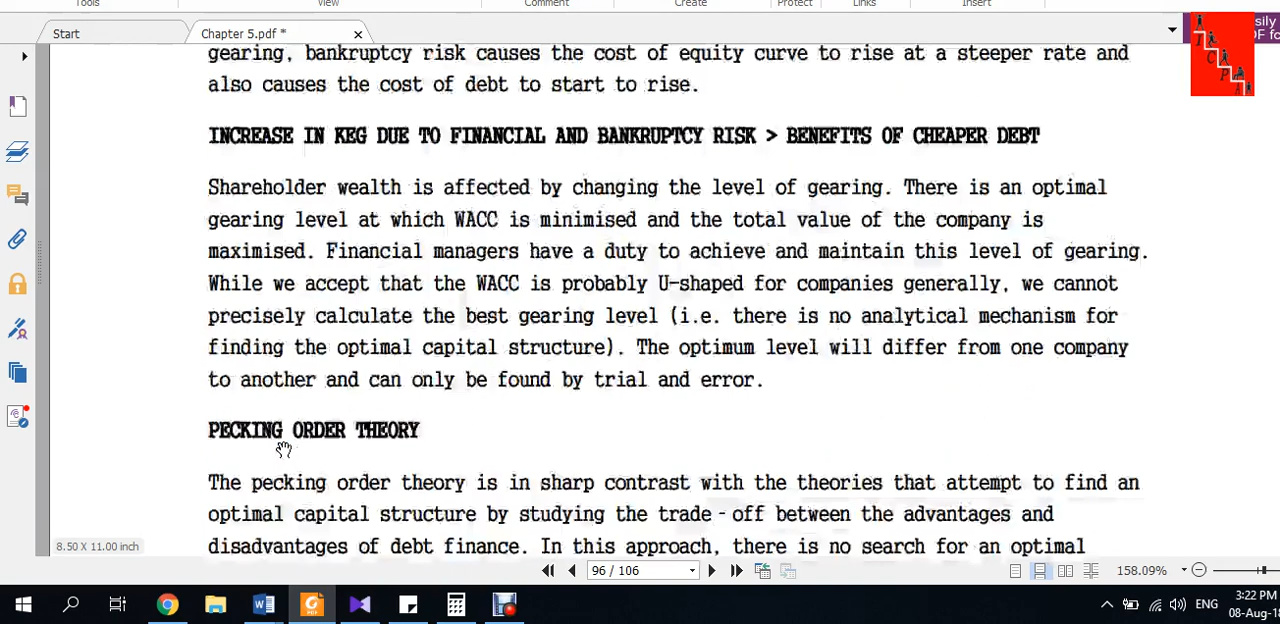 Tools View Comment Create Protect Links Insert
Start Chapter 5.pdf * × asily
DF fo
I
C
P
A
gearing, bankruptcy risk causes the cost of equity curve to rise at a steeper rate and
also causes the cost of debt to start to rise.
INCREASE IN KEG DUE TO FINANCIAL AND BANKRUPTCY RISK > BENEFITS OF CHEAPER DEBT
Shareholder wealth is affected by changing the level of gearing. There is an optimal
gearing level at which WACC is minimised and the total value of the company is
maximised. Financial managers have a duty to achieve and maintain this level of gearing.
While we accept that the WACC is probably U-shaped for companies generally, we cannot
precisely calculate the best gearing level (i.e. there is no analytical mechanism for
finding the optimal capital structure). The optimum level will differ from one company
to another and can only be found by trial and error.
PECKING ORDER THEORY
The pecking order theory is in sharp contrast with the theories that attempt to find an
optimal capital structure by studying the trade - off between the advantages and
disadvantages of debt finance. In this approach, there is no search for an optimal
8.50 X 11.00 inch
96 / 106 158.09%
ENG 3:22 PM
08-Aug-18